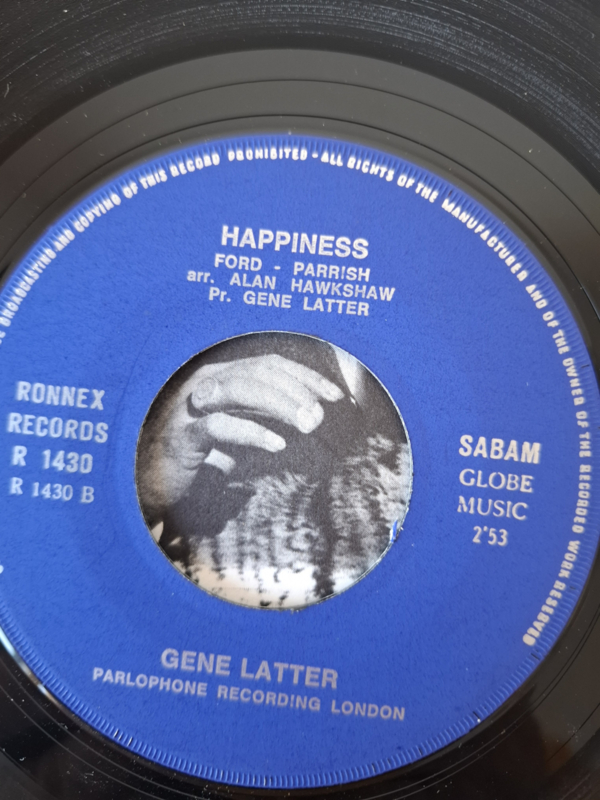 BROADCASTING AND COPYING OF THIS RECORD PROHIBITED - ALL RIGHTS OF THE MANUFACTURER AND OF THE OWNER OF THE RECORDED WORK RESERVED
HAPPINESS
FORD - PARRISH
arr. ALAN HAWKSHAW
Pr. GENE LATTER
RONNEX
RECORDS
R 1430
R 1430 B
SABAM
GLOBE
MUSIC
2'53
GENE LATTER
PARLOPHONE RECORDING LONDON